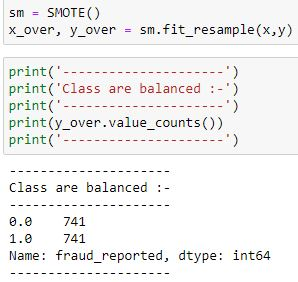 sm = SMOTE()
x_over, y_over = sm.fit_resample(x,y)
print('---------------------')
print('Class are balanced :-')
print('---------------------')
print(y_over.value_counts())
print('---------------------')
---------------------
Class are balanced :-
---------------------
0.0    741
1.0    741
Name: fraud_reported, dtype: int64
---------------------